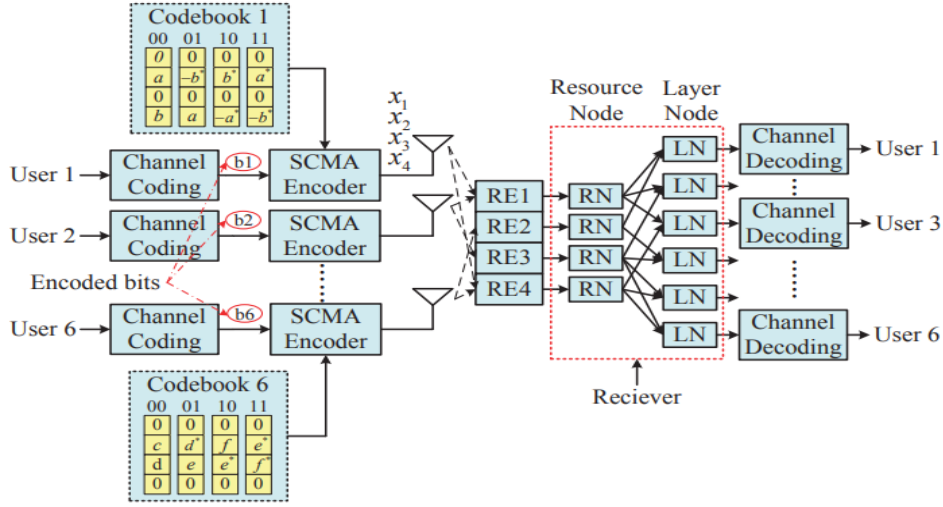 Codebook 1
00 01 10 11
0 0 0 0
a –b* b* a*
0 0 0 0
b a –a* –b*
x1
x2
x3
x4
Resource
Node
Layer
Node
User 1
Channel
Coding
b1
SCMA
Encoder
User 2
Channel
Coding
b2
SCMA
Encoder
Encoded bits
User 6
Channel
Coding
b6
SCMA
Encoder
RE1
RE2
RE3
RE4
RN
RN
RN
RN
LN
LN
LN
LN
LN
LN
Channel
Decoding
User 1
Channel
Decoding
User 3
Channel
Decoding
User 6
Reciever
Codebook 6
00 01 10 11
0 0 0 0
c d* f e*
d e e* f*
0 0 0 0